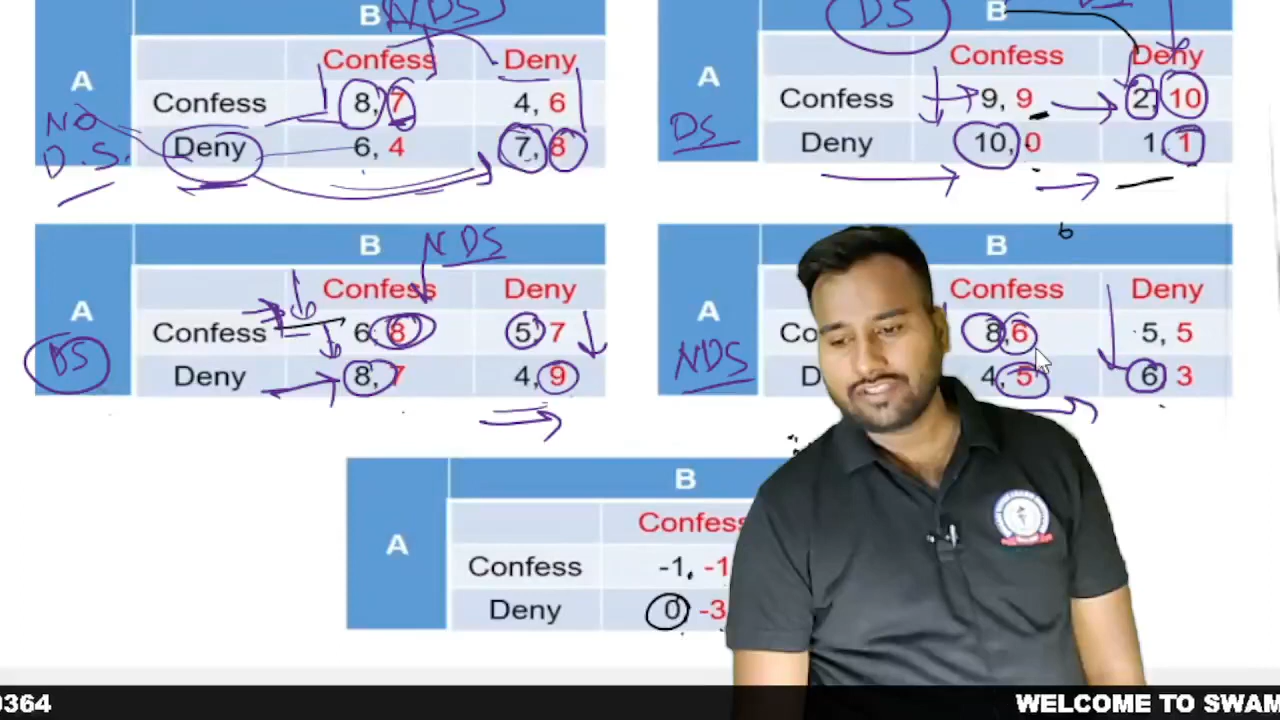 B NDS
Confess Deny
A
Confess 8, 7 4, 6
Deny 6, 4 7, 8
NO
D.S.
DS B
Confess Deny
A
Confess 9, 9 2, 10
Deny 10, 0 1, 1
DS
B NDS
Confess Deny
A
Confess 6, 8 5, 7
Deny 8, 7 4, 9
DS
6
B
Confess Deny
A
Co 8, 6 5, 5
D 4, 5 6, 3
NDS
B
Confess
A
Confess -1, -1
Deny 0, -3
0364
WELCOME TO SWAM